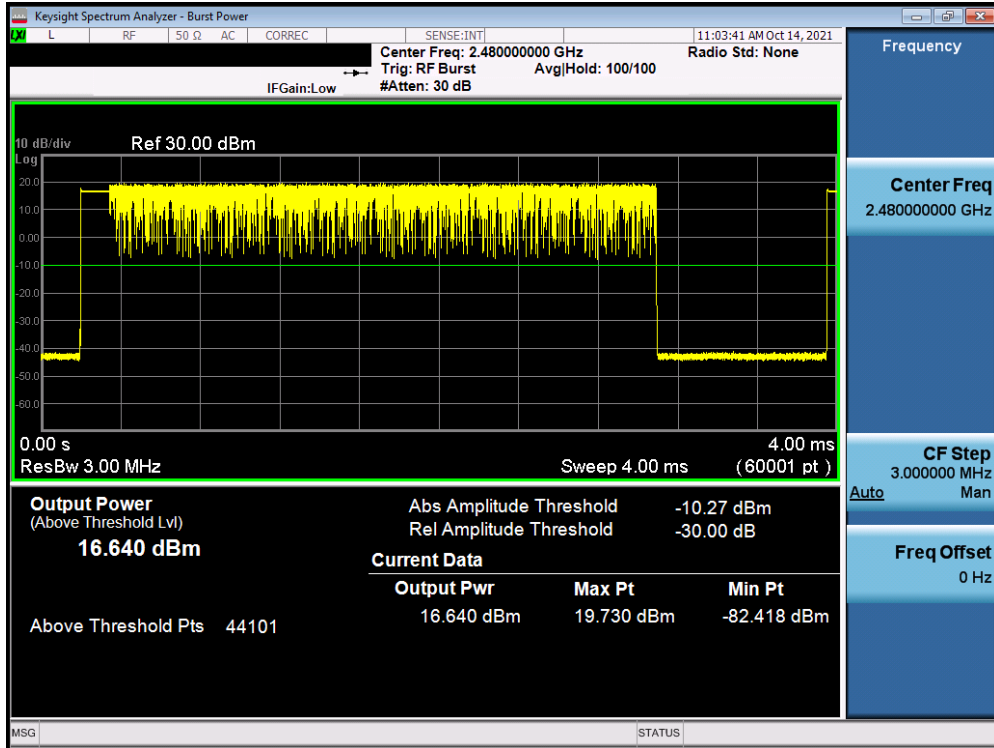 Keysight Spectrum Analyzer - Burst Power
LXI L RF 50 Ω AC CORREC SENSE:INT 11:03:41 AM Oct 14, 2021
Center Freq: 2.480000000 GHz Radio Std: None
Trig: RF Burst Avg|Hold: 100/100
IFGain:Low #Atten: 30 dB
Frequency
10 dB/div Ref 30.00 dBm
Log
20.0
10.0
0.00
-10.0
-20.0
-30.0
-40.0
-50.0
-60.0
0.00 s 4.00 ms
ResBw 3.00 MHz Sweep 4.00 ms (60001 pt)
Center Freq
2.480000000 GHz
CF Step
3.000000 MHz
Auto Man
Freq Offset
0 Hz
Output Power
(Above Threshold Lvl)
16.640 dBm
Above Threshold Pts 44101
Abs Amplitude Threshold -10.27 dBm
Rel Amplitude Threshold -30.00 dB
Current Data
Output Pwr Max Pt Min Pt
16.640 dBm 19.730 dBm -82.418 dBm
MSG STATUS